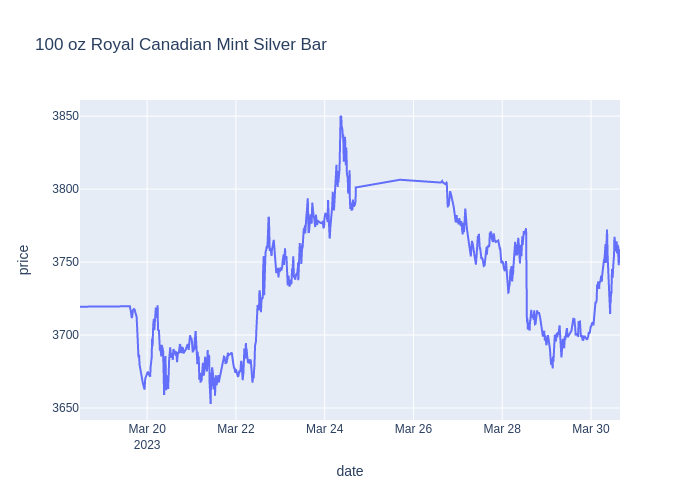 100 oz Royal Canadian Mint Silver Bar
3850
3800
3750
3700
3650
price
Mar 20
2023
Mar 22
Mar 24
Mar 26
Mar 28
Mar 30
date